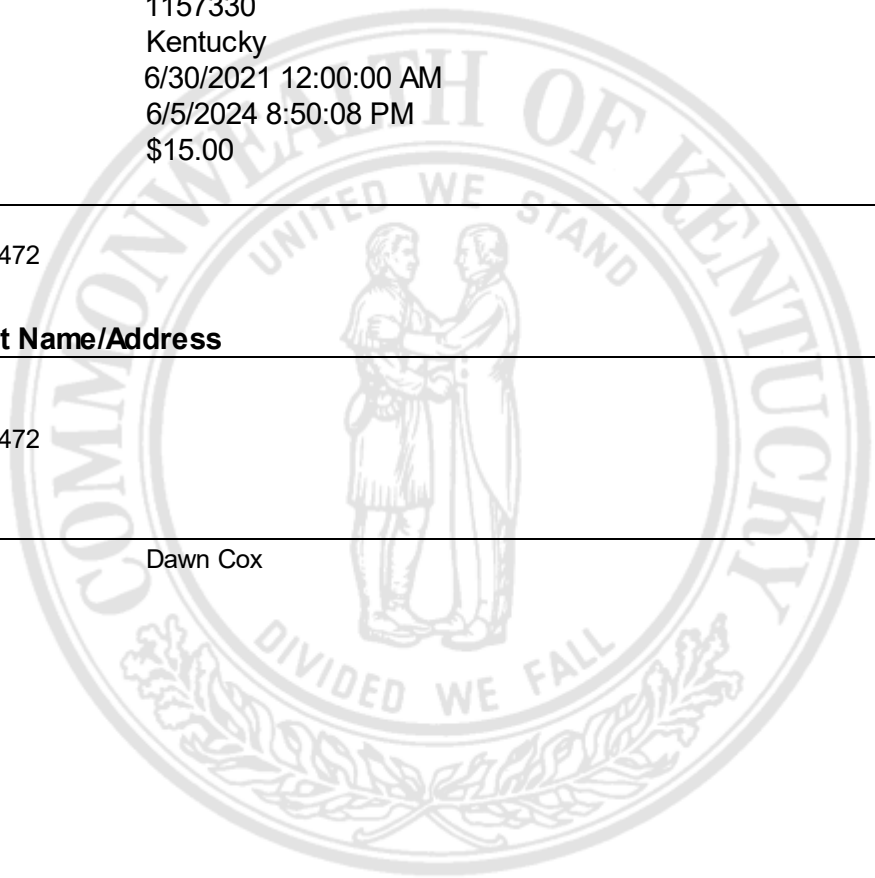 1157330
Kentucky
6/30/2021 12:00:00 AM
6/5/2024 8:50:08 PM
$15.00
472
t Name/Address
472
Dawn Cox
COMMONWEALTH OF KENTUCKY
UNITED WE STAND
DIVIDED WE FALL